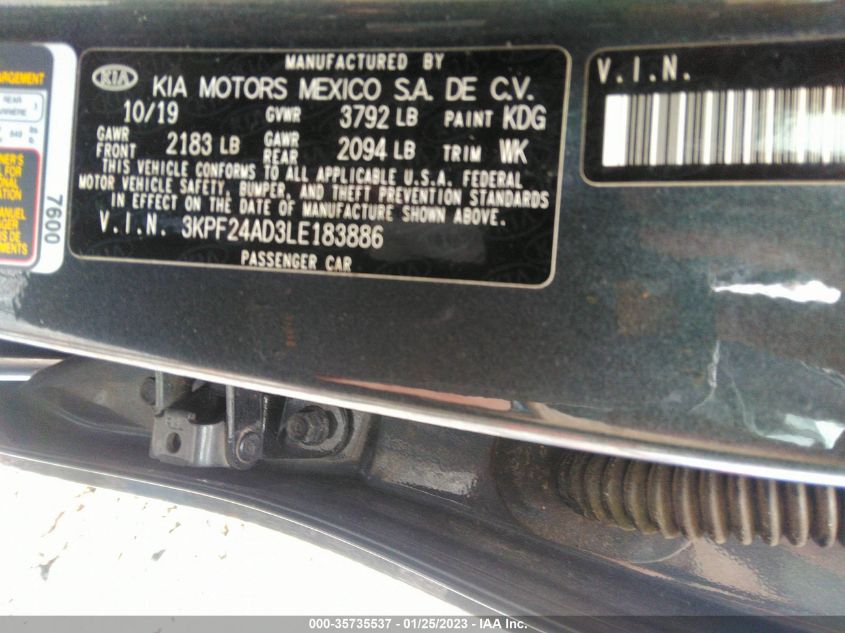 MANUFACTURED BY
KIA KIA MOTORS MEXICO S.A. DE C.V.
10/19 GVWR 3792 LB PAINT KDG
GAWR FRONT 2183 LB GAWR REAR 2094 LB TRIM WK
THIS VEHICLE CONFORMS TO ALL APPLICABLE U.S.A. FEDERAL
MOTOR VEHICLE SAFETY, BUMPER, AND THEFT PREVENTION STANDARDS
IN EFFECT ON THE DATE OF MANUFACTURE SHOWN ABOVE.
V.I.N. 3KPF24AD3LE183886
PASSENGER CAR
V.I.N.
7600
REAR
000-35735537 - 01/25/2023 - IAA Inc.